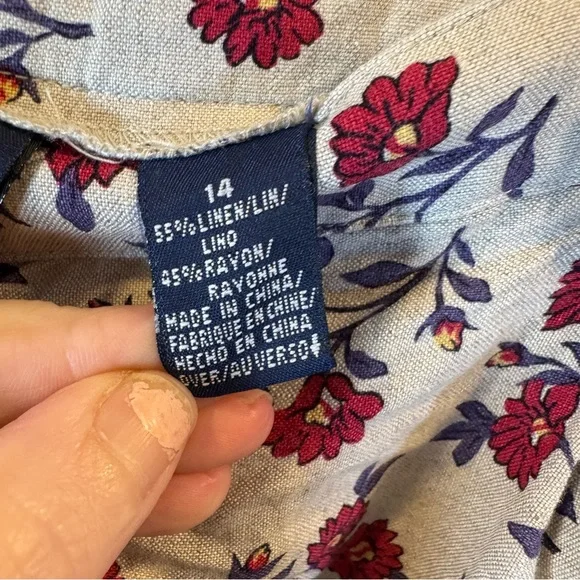 14
55%LINEN/LIN/
LINO
45%RAYON/
RAYONNE
MADE IN CHINA/
FABRIQUE EN CHINE/
HECHO EN CHINA
OVER/AU VERSO